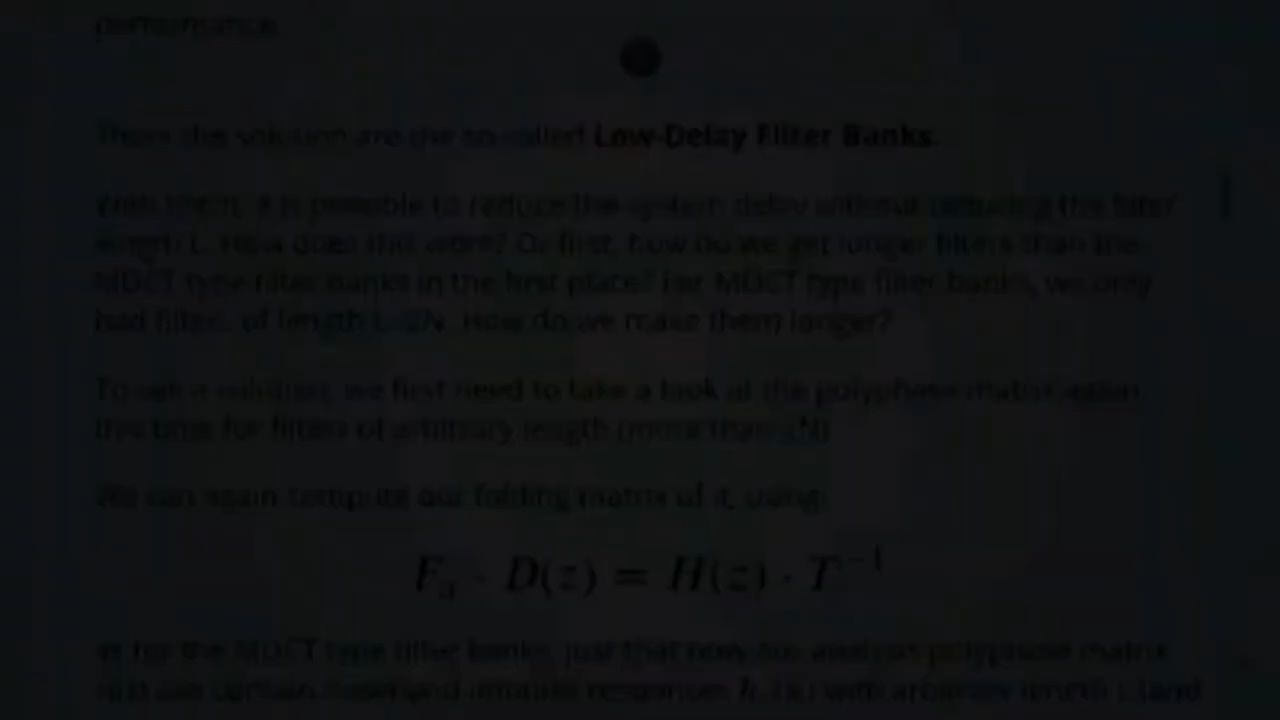 performance.
Then the solution are the so-called Low-Delay Filter Banks.
With them, it is possible to reduce the system delay without reducing the filter
length L. How does this work? Or first, how do we get longer filters than the
MDCT type filter banks in the first place? For MDCT type filter banks, we only
had filters of length L=2N. How do we make them longer?
To see a solution, we first need to take a look at the polyphase matrix again,
this time for filters of arbitrary length (more than 2N)
We can again compute our folding matrix of it, using
F_a · D(z) = H(z) · T^{-1}
as for the MDCT type filter banks, just that now our analysis polyphase matrix
with arbitrary length L (and